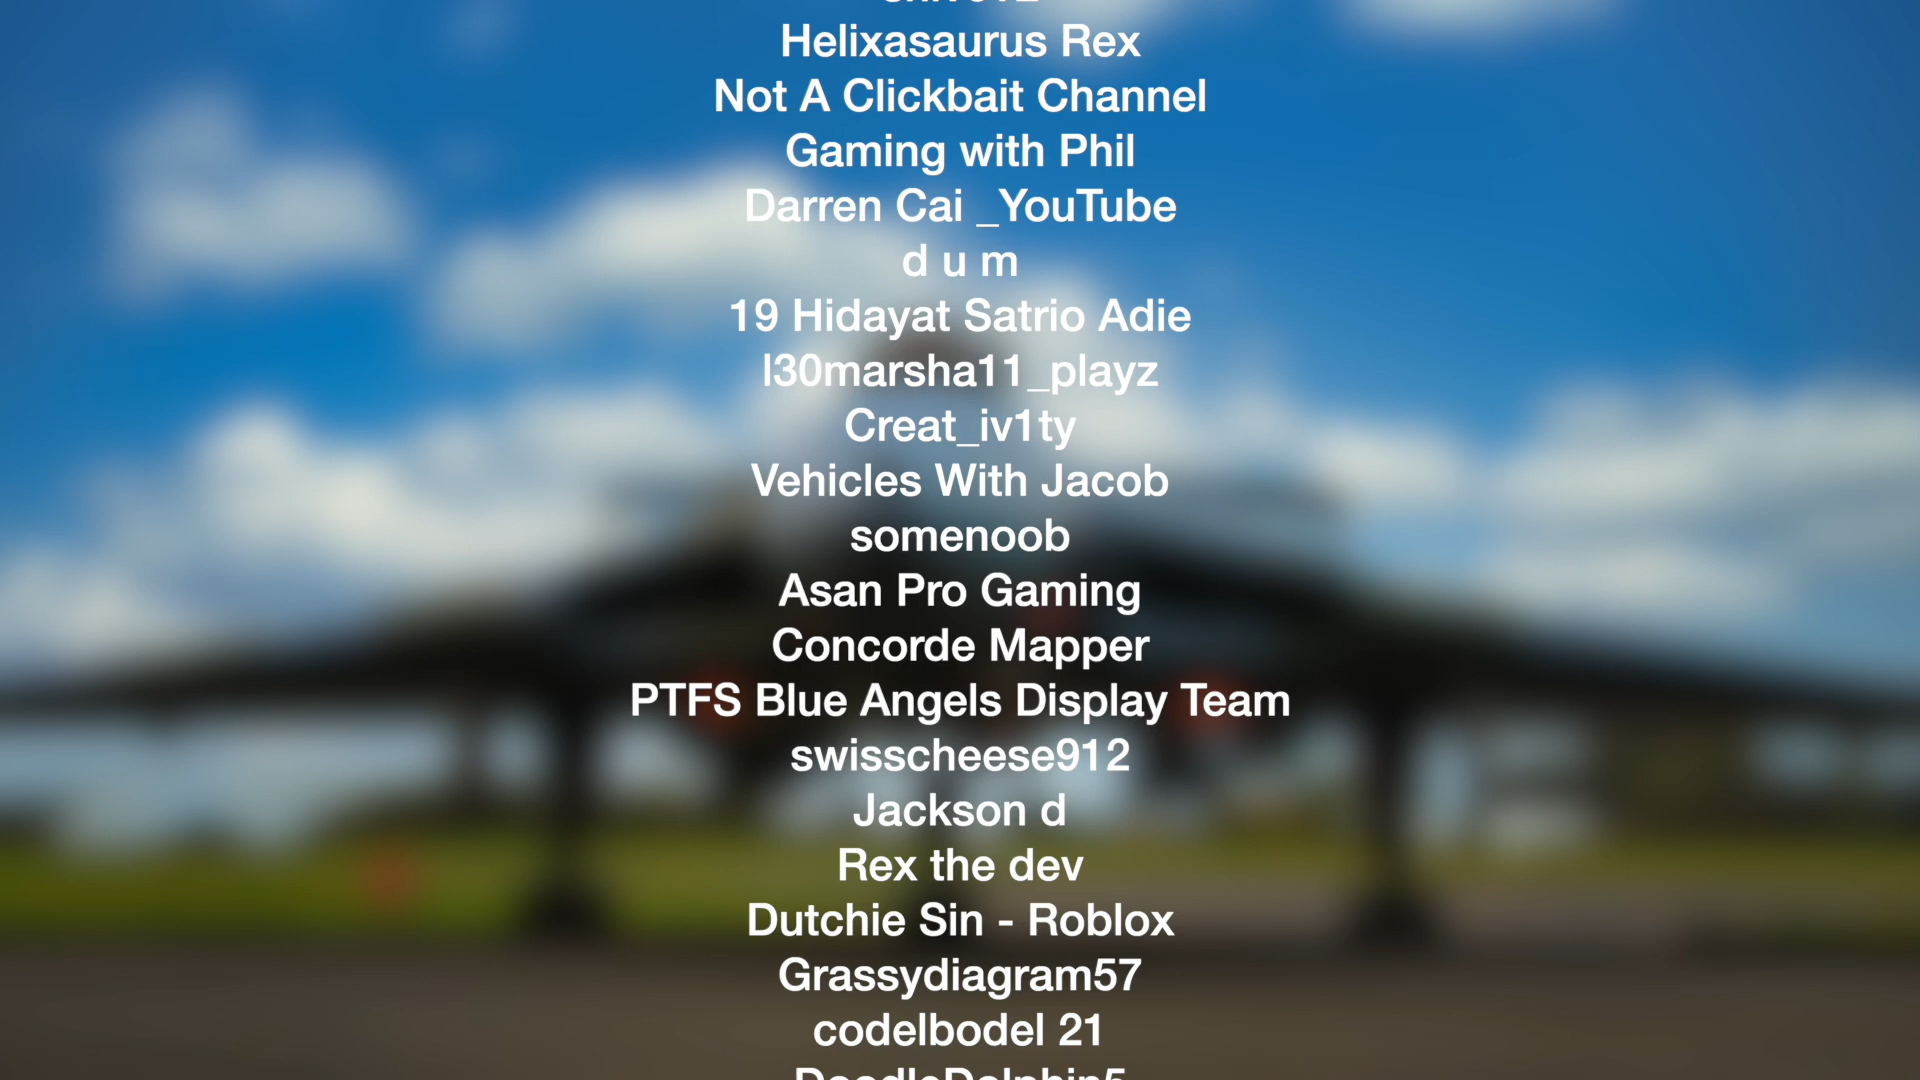 Helixasaurus Rex
Not A Clickbait Channel
Gaming with Phil
Darren Cai _YouTube
d u m
19 Hidayat Satrio Adie
l30marsha11_playz
Creat_iv1ty
Vehicles With Jacob
somenoob
Asan Pro Gaming
Concorde Mapper
PTFS Blue Angels Display Team
swisscheese912
Jackson d
Rex the dev
Dutchie Sin - Roblox
Grassydiagram57
codelbodel 21
DoodleDolphin5